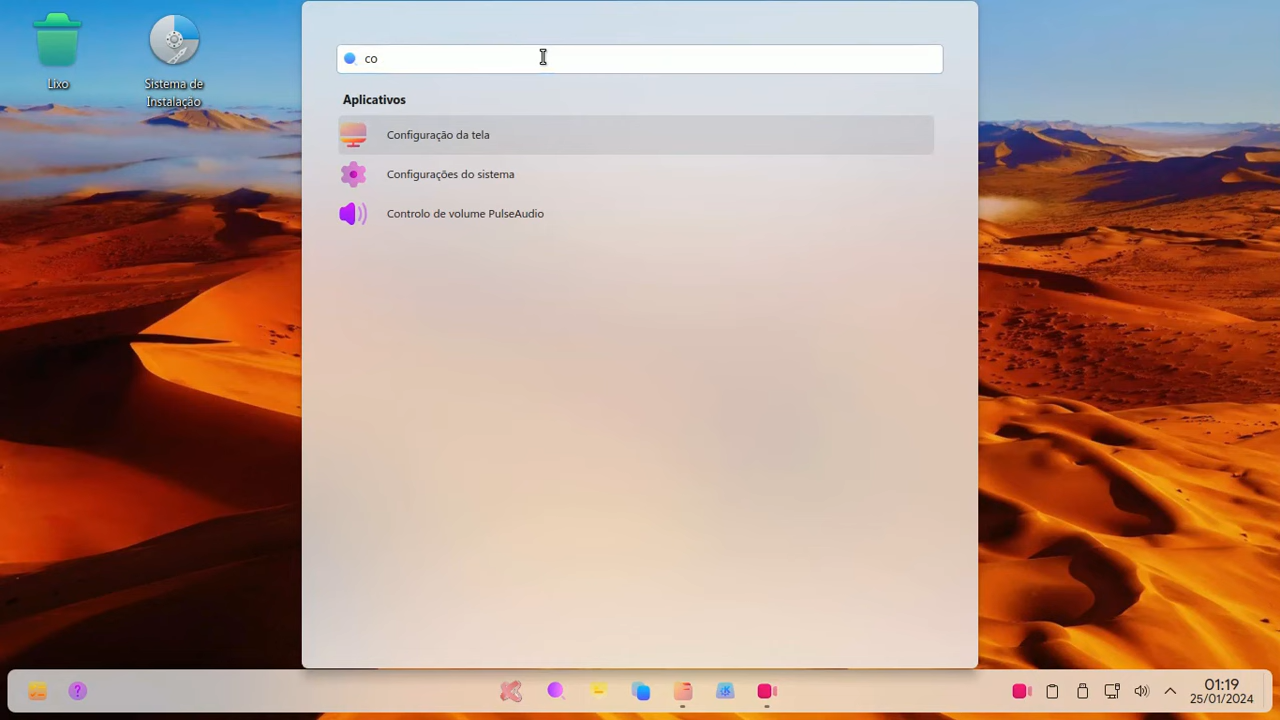 Lixo
Sistema de
Instalação
co
Aplicativos
Configuração da tela
Configurações do sistema
Controlo de volume PulseAudio
?
01:19
25/01/2024